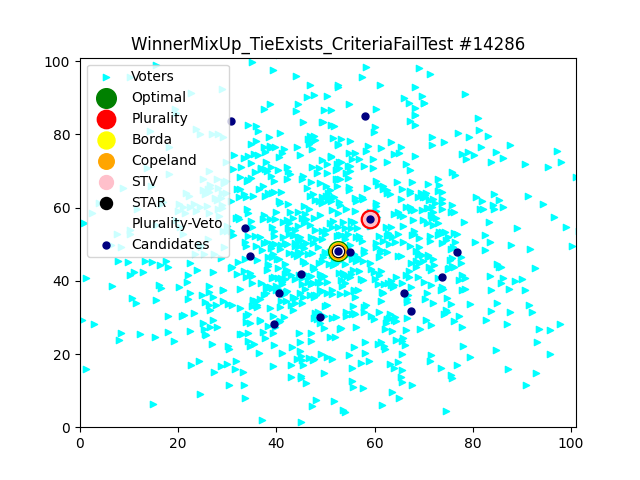 WinnerMixUp_TieExists_CriteriaFailTest #14286
100
80
60
40
20
0
Voters
Optimal
Plurality
Borda
Copeland
STV
STAR
Plurality-Veto
Candidates
0 20 40 60 80 100